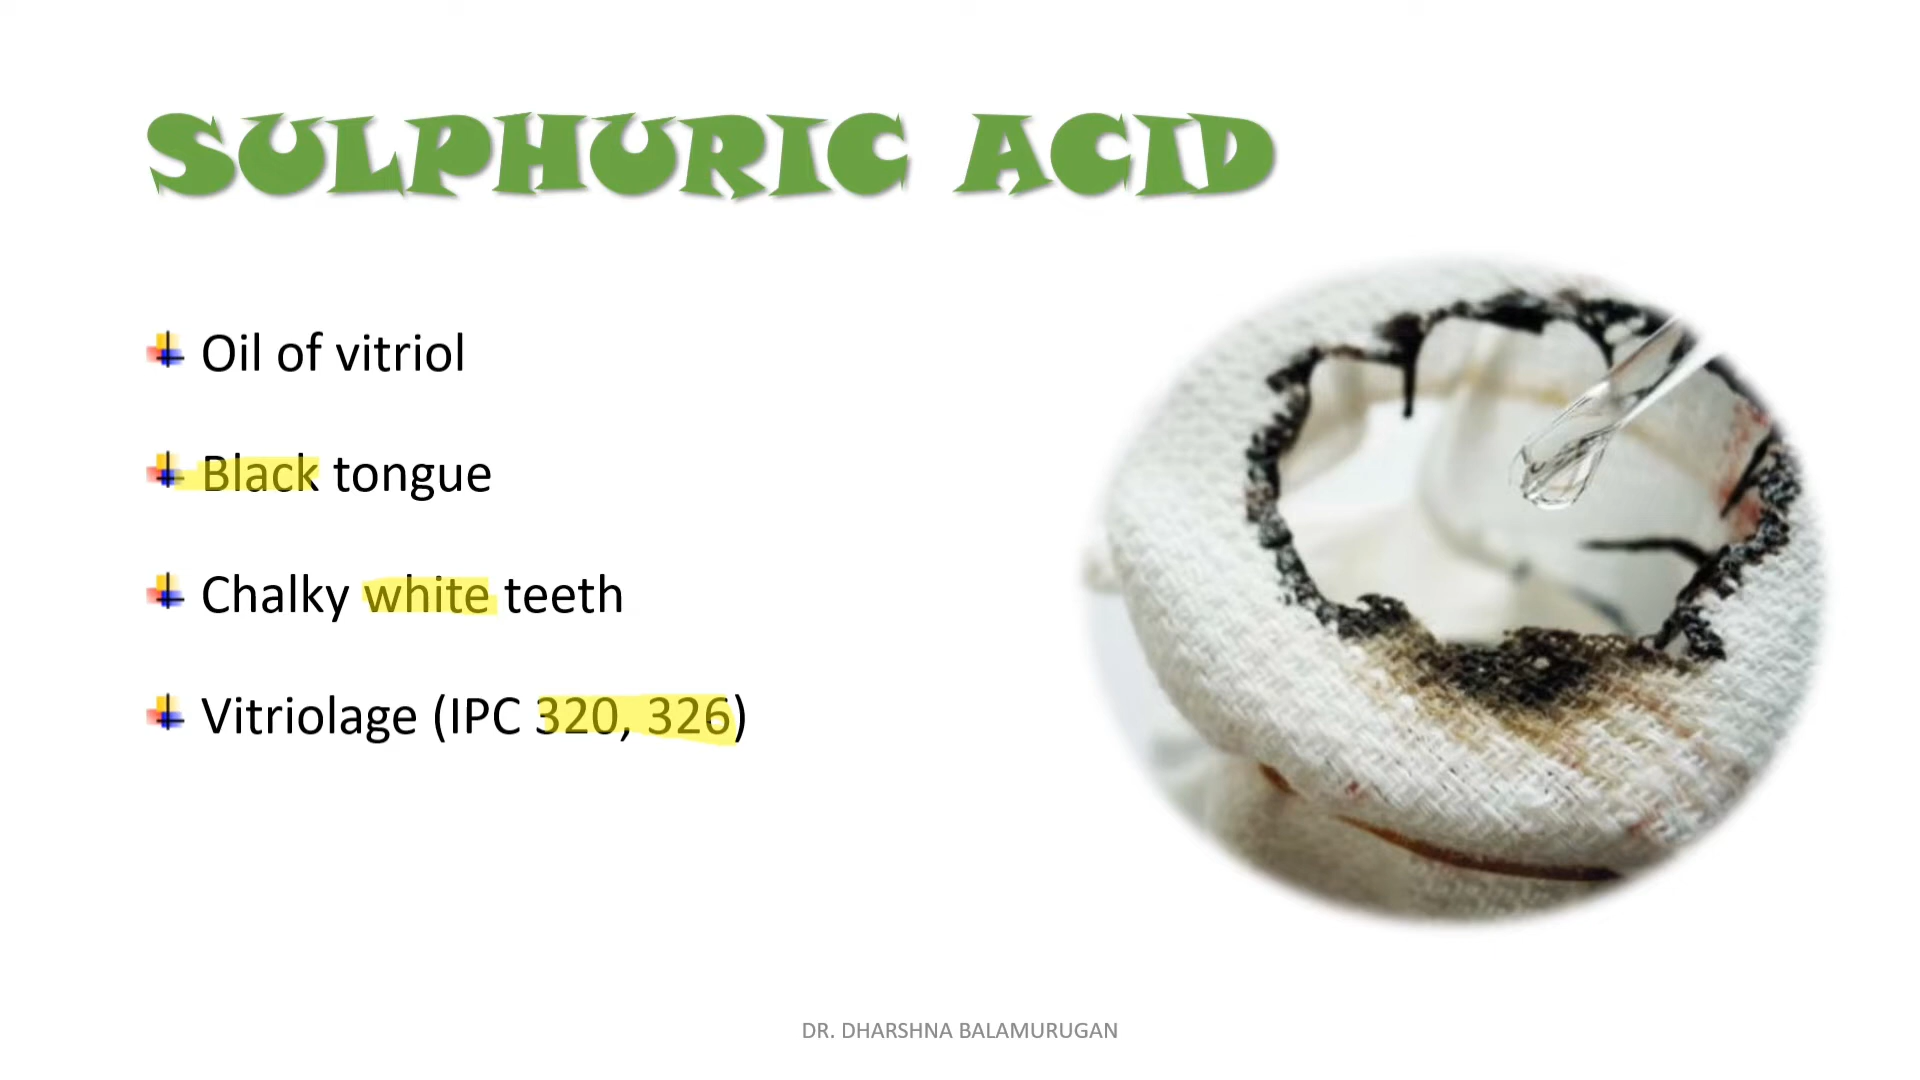 SULPHURIC ACID
Oil of vitriol
Black tongue
Chalky white teeth
Vitriolage (IPC 320, 326)
DR. DHARSHNA BALAMURUGAN